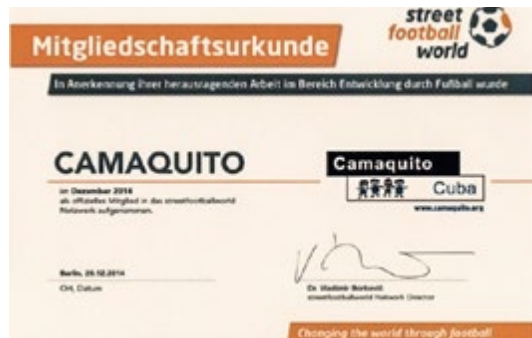 street
football
world
Mitgliedschaftsurkunde
In Anerkennung ihrer herausragenden Arbeit im Bereich Entwicklung durch Fußball wurde
CAMAQUITO
im Dezember 2014
als offizielles Mitglied in das streetfootballworld
Netzwerk aufgenommen.
Camaquito
Cuba
www.camaquito.org
Berlin, 20.12.2014
Ort, Datum
Dr. Vladimir Borkovic
streetfootballworld Network Director
Changing the world through football